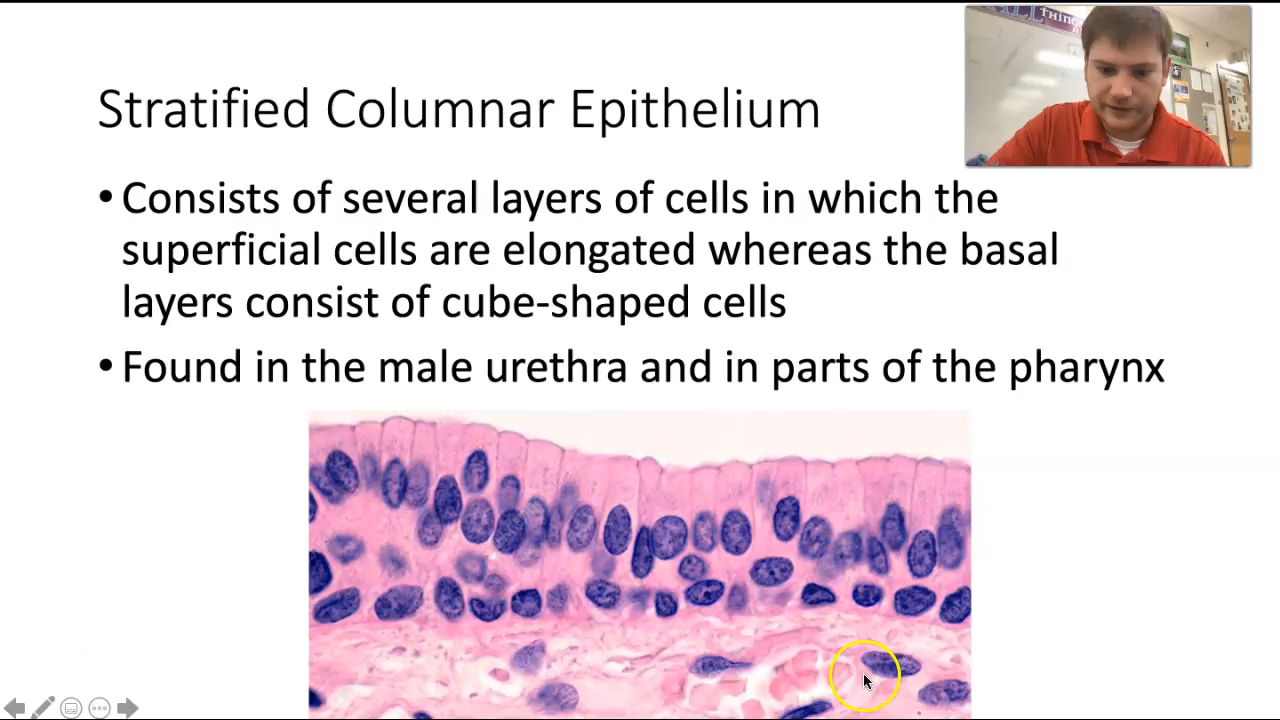 THING
Stratified Columnar Epithelium
• Consists of several layers of cells in which the
superficial cells are elongated whereas the basal
layers consist of cube-shaped cells
• Found in the male urethra and in parts of the pharynx